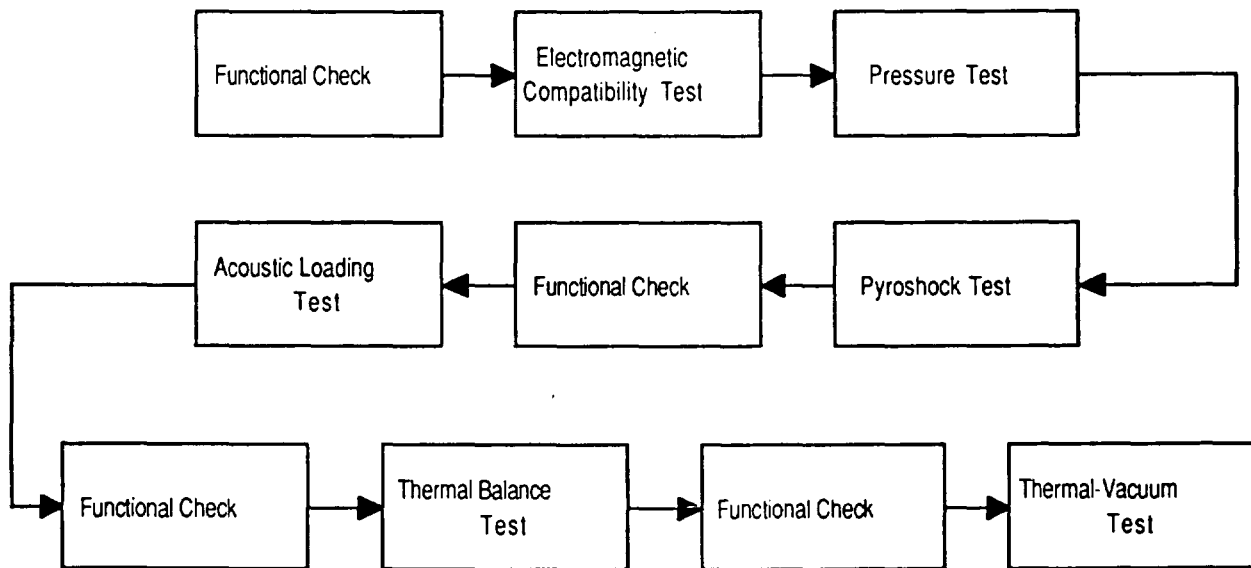 Functional Check
Electromagnetic
Compatibility Test
Pressure Test
Pyroshock Test
Functional Check
Acoustic Loading
Test
Functional Check
Thermal Balance
Test
Functional Check
Thermal-Vacuum
Test